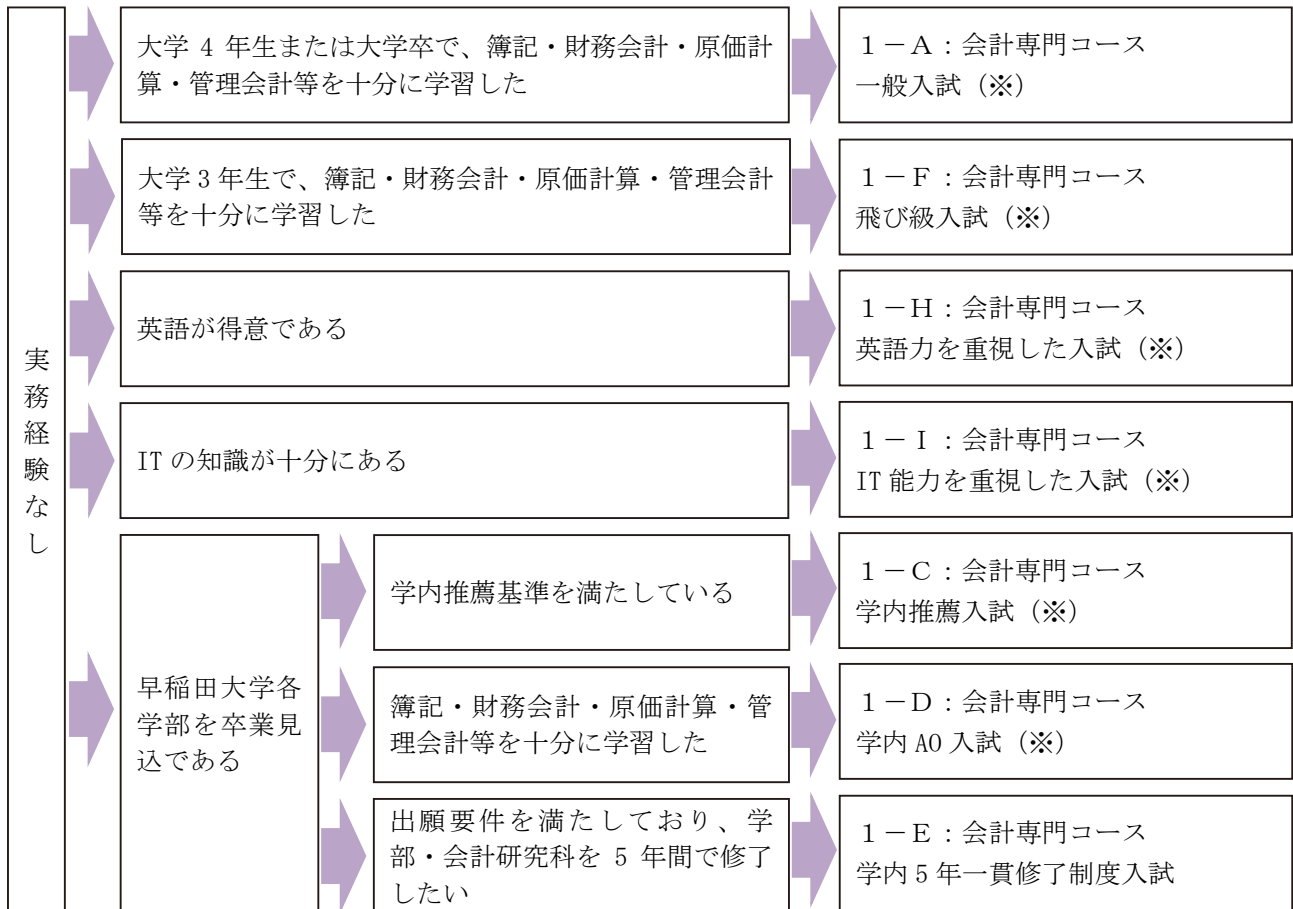 実務経験なし
大学 4 年生または大学卒で、簿記・財務会計・原価計
算・管理会計等を十分に学習した
1－A：会計専門コース
一般入試（※）
大学 3 年生で、簿記・財務会計・原価計算・管理会計
等を十分に学習した
1－F：会計専門コース
飛び級入試（※）
英語が得意である
1－H：会計専門コース
英語力を重視した入試（※）
IT の知識が十分にある
1－I：会計専門コース
IT 能力を重視した入試（※）
早稲田大学各
学部を卒業見
込である
学内推薦基準を満たしている
1－C：会計専門コース
学内推薦入試（※）
簿記・財務会計・原価計算・管
理会計等を十分に学習した
1－D：会計専門コース
学内 AO 入試（※）
出願要件を満たしており、学
部・会計研究科を 5 年間で修了
したい
1－E：会計専門コース
学内 5 年一貫修了制度入試